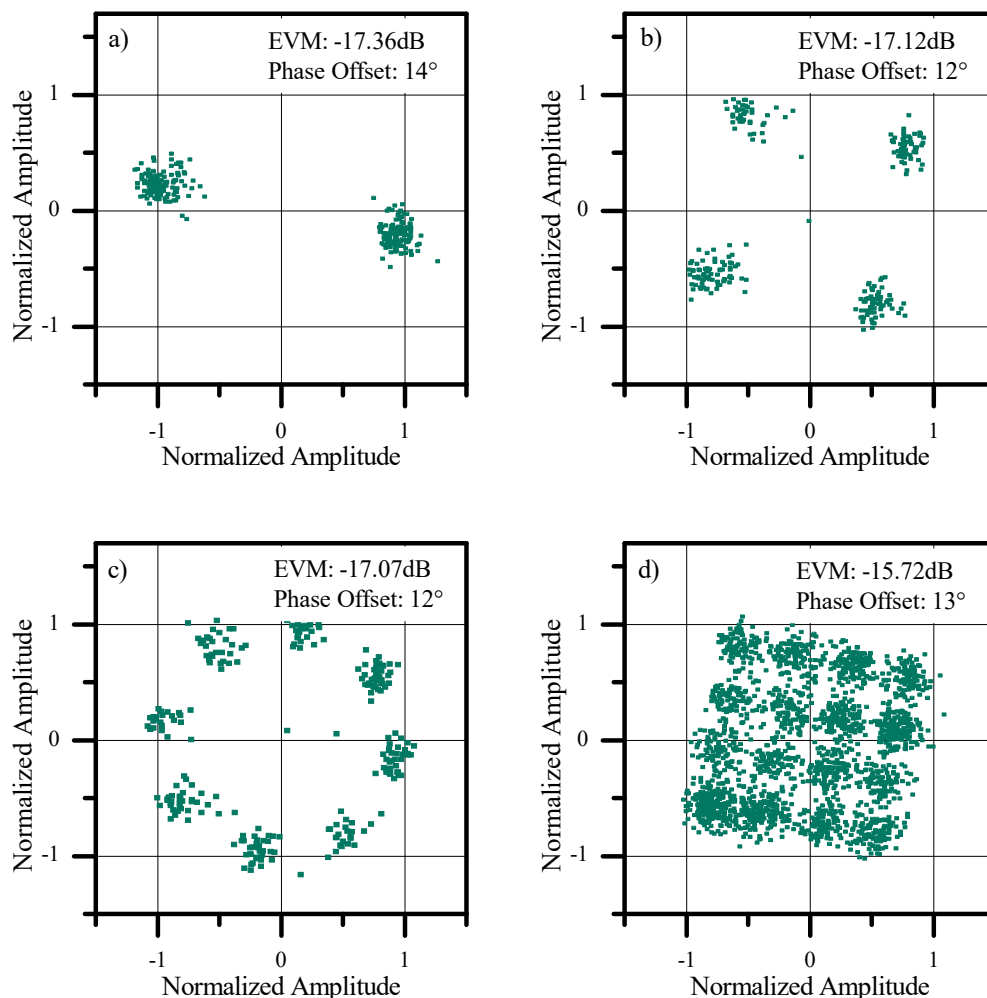 a)
EVM: -17.36dB
Phase Offset: 14°
1
0
-1
Normalized Amplitude
-1
0
1
Normalized Amplitude
b)
EVM: -17.12dB
Phase Offset: 12°
1
0
-1
Normalized Amplitude
-1
0
1
Normalized Amplitude
c)
EVM: -17.07dB
Phase Offset: 12°
1
0
-1
Normalized Amplitude
-1
0
1
Normalized Amplitude
d)
EVM: -15.72dB
Phase Offset: 13°
1
0
-1
Normalized Amplitude
-1
0
1
Normalized Amplitude